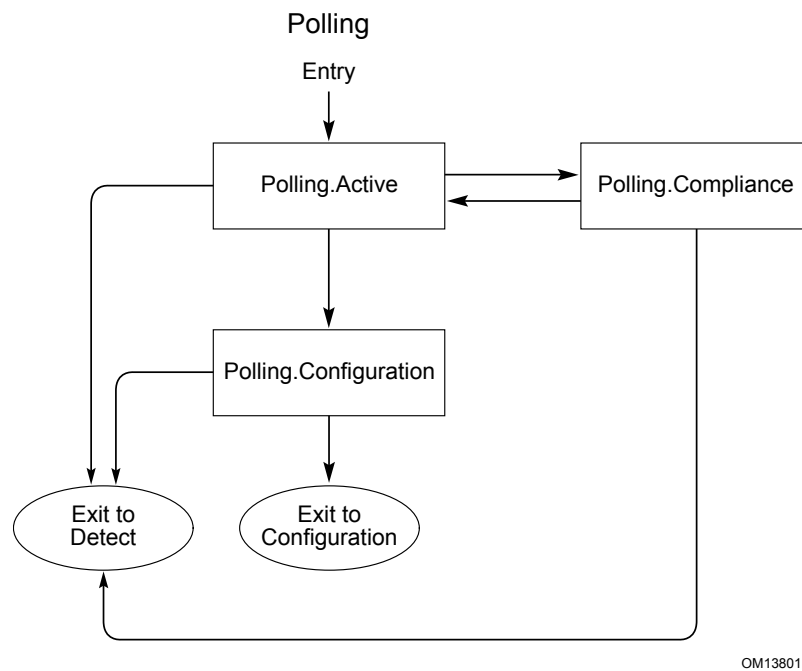 Polling
Entry
Polling.Active
Polling.Compliance
Polling.Configuration
Exit to
Detect
Exit to
Configuration
OM13801